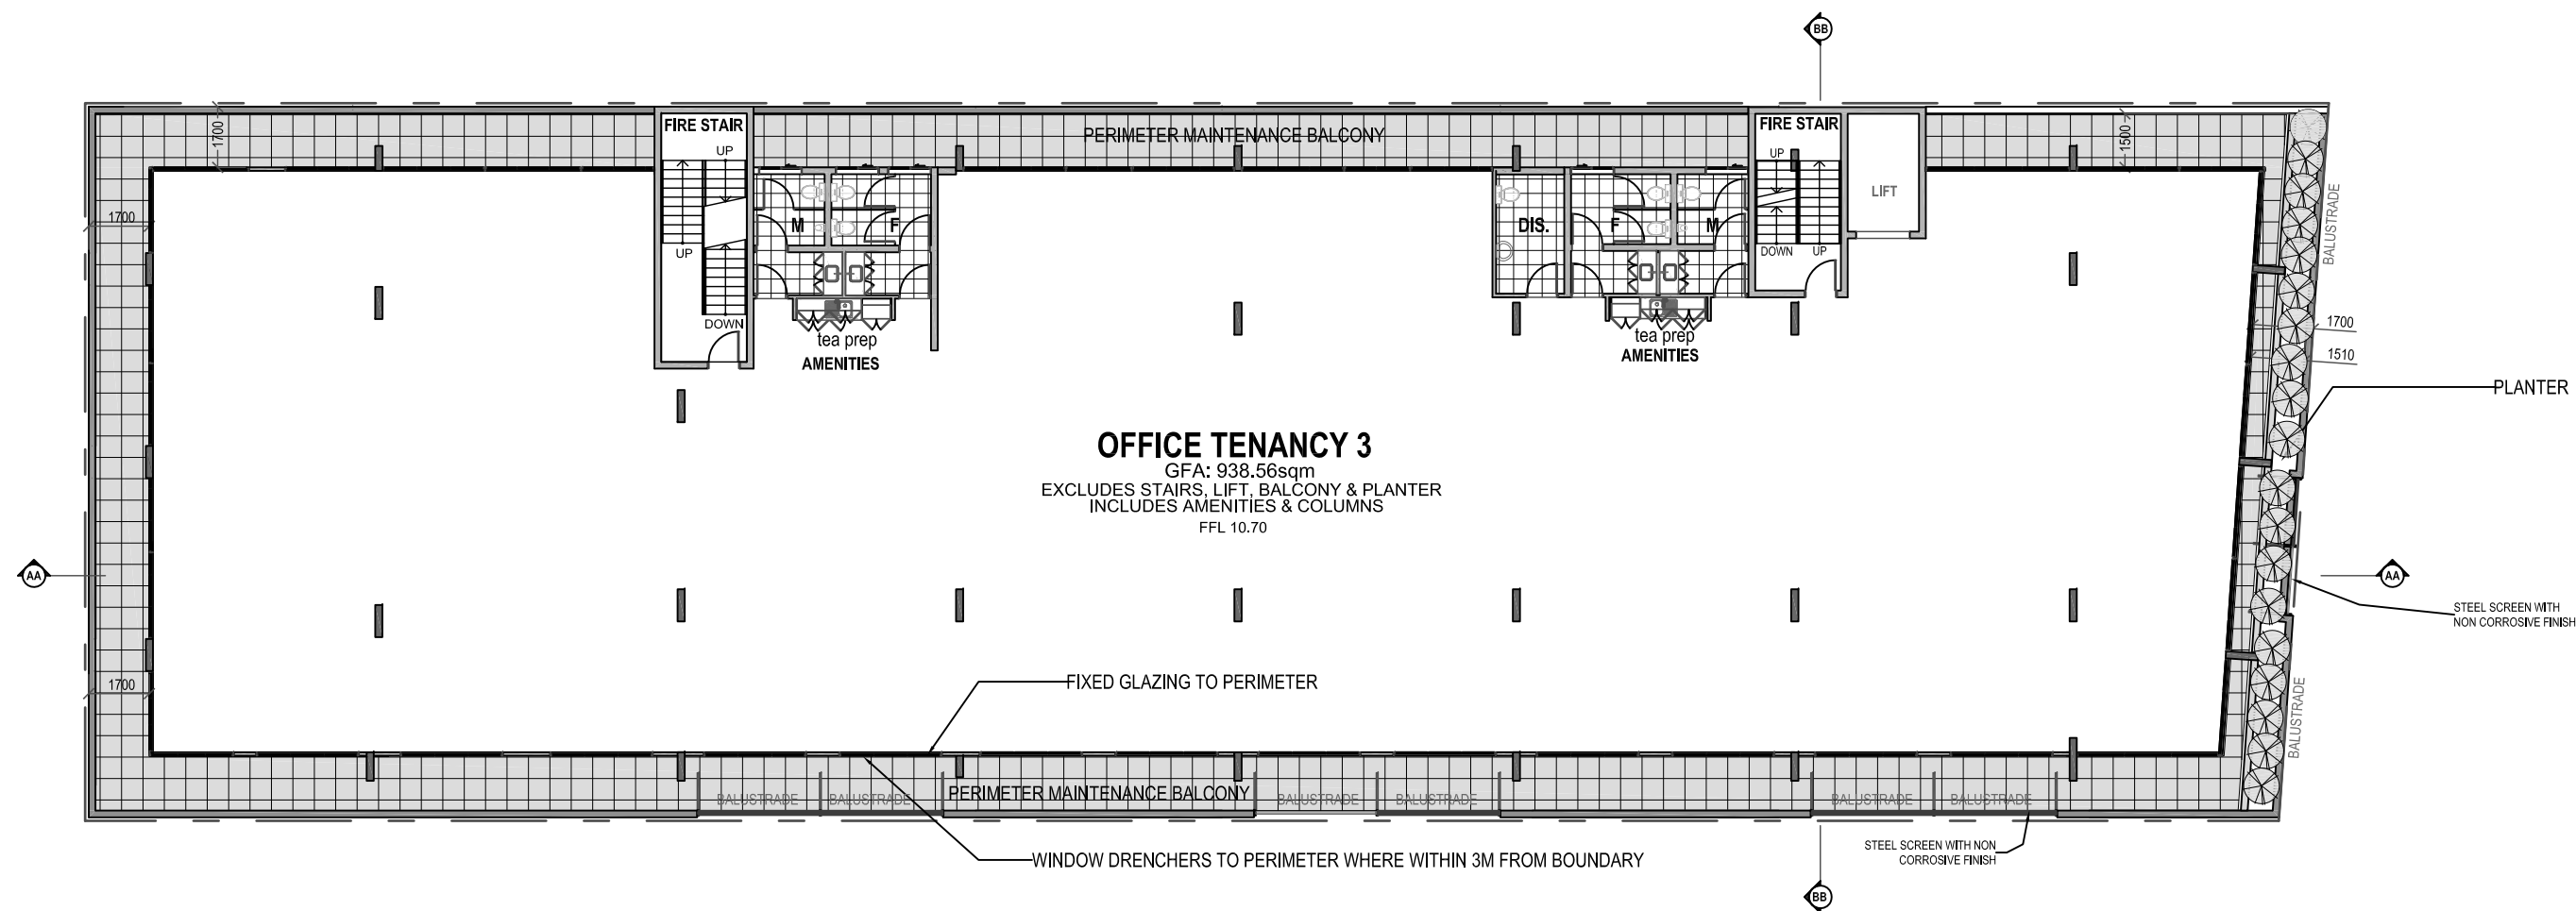 BB
FIRE STAIR
UP
UP
DOWN
1700
PERIMETER MAINTENANCE BALCONY
FIRE STAIR
UP
DOWN
UP
LIFT
1500
1700
M
F
DIS.
F
M
BALUSTRADE
tea prep
AMENITIES
tea prep
AMENITIES
1700
1510
PLANTER
OFFICE TENANCY 3
GFA: 938.56sqm
EXCLUDES STAIRS, LIFT, BALCONY & PLANTER
INCLUDES AMENITIES & COLUMNS
FFL 10.70
AA
AA
STEEL SCREEN WITH
NON CORROSIVE FINISH
1700
FIXED GLAZING TO PERIMETER
BALUSTRADE
BALUSTRADE
BALUSTRADE
PERIMETER MAINTENANCE BALCONY
BALUSTRADE
BALUSTRADE
BALUSTRADE
BALUSTRADE
WINDOW DRENCHERS TO PERIMETER WHERE WITHIN 3M FROM BOUNDARY
STEEL SCREEN WITH NON
CORROSIVE FINISH
BB